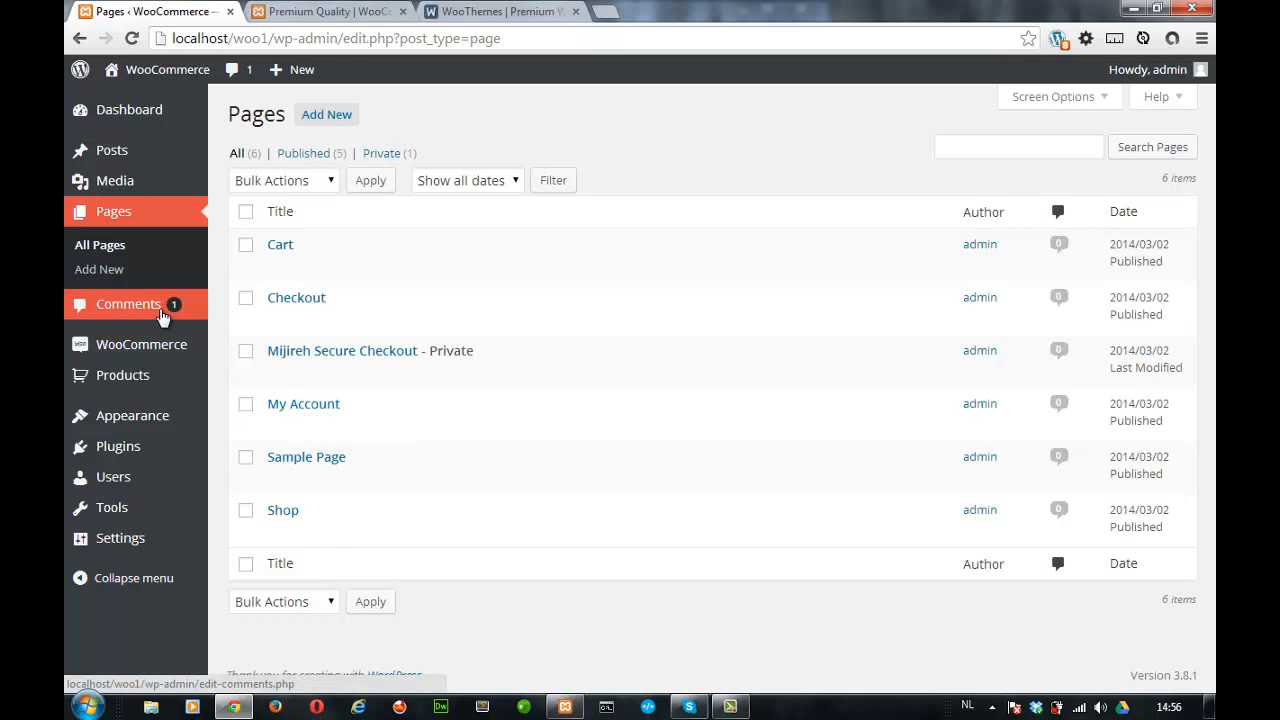 Pages ‹ WooCommerce —
Premium Quality | WooCo
WooThemes | Premium W
localhost/woo1/wp-admin/edit.php?post_type=page
WooCommerce 1 New
Howdy, admin
Dashboard
Posts
Media
Pages
All Pages
Add New
Comments 1
WooCommerce
Products
Appearance
Plugins
Users
Tools
Settings
Collapse menu
Screen Options
Help
Pages Add New
All (6) | Published (5) | Private (1)
Search Pages
Bulk Actions Apply Show all dates Filter
6 items
Title Author Date
Cart admin 0 2014/03/02
Published
Checkout admin 0 2014/03/02
Published
Mijireh Secure Checkout - Private admin 0 2014/03/02
Last Modified
My Account admin 0 2014/03/02
Published
Sample Page admin 0 2014/03/02
Published
Shop admin 0 2014/03/02
Published
Title Author Date
Bulk Actions Apply
6 items
Thank you for creating with WordPress.
Version 3.8.1
localhost/woo1/wp-admin/edit-comments.php
Dw
NL
14:56